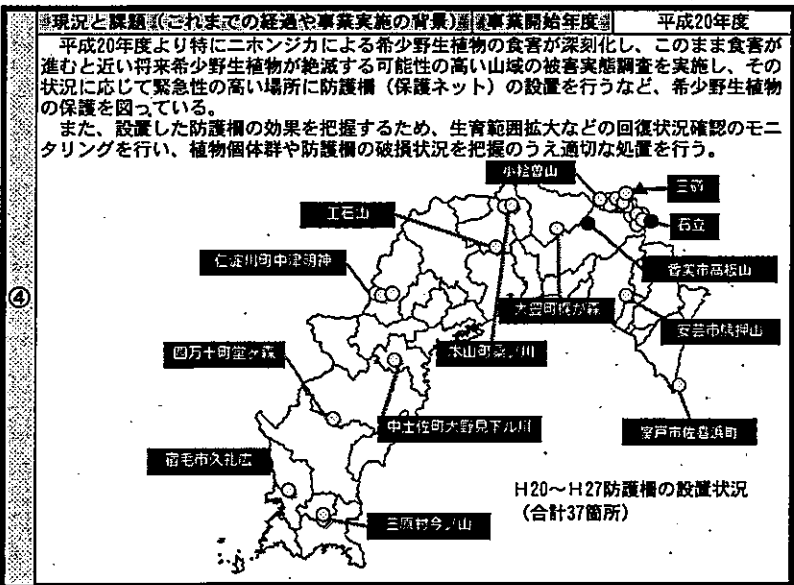 現況と課題(これまでの経過や事業実施の背景) 事業開始年度 平成20年度
平成20年度より特にニホンジカによる希少野生植物の食害が深刻化し、このまま食害が
進むと近い将来希少野生植物が絶滅する可能性の高い山域の被害実態調査を実施し、その
状況に応じて緊急性の高い場所に防護柵(保護ネット)の設置を行うなど、希少野生植物
の保護を図っている。
また、設置した防護柵の効果を把握するため、生育範囲拡大などの回復状況確認のモニ
タリングを行い、植物個体群や防護柵の破損状況を把握のうえ適切な処置を行う。
④
小桧曽山
三嶺
工石山
石立
仁淀川町中津明神
香美市高板山
大豊町梶が森
安芸市烏押山
四万十町堂が森
本山町桑ノ川
中土佐町大野見下ル川
室戸市佐喜浜町
宿毛市久礼広
三原村今ノ山
H20~H27防護柵の設置状況
(合計37箇所)